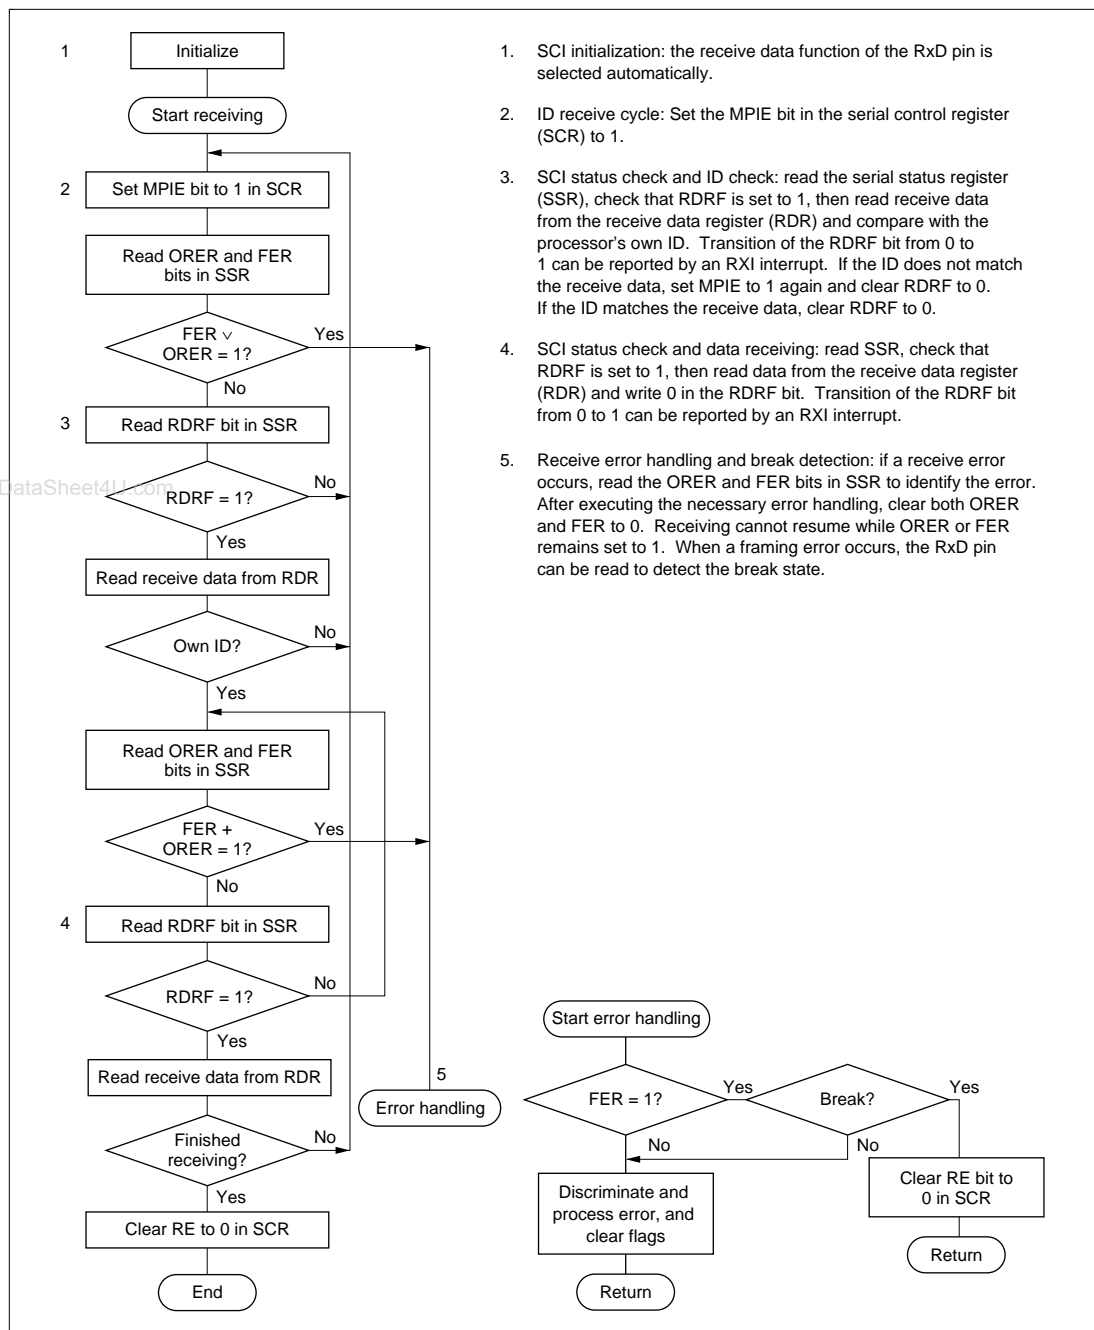 1
Initialize
Start receiving
2
Set MPIE bit to 1 in SCR
Read ORER and FER
bits in SSR
FER ∨
ORER = 1?
Yes
No
3
Read RDRF bit in SSR
RDRF = 1?
No
Yes
Read receive data from RDR
Own ID?
No
Yes
Read ORER and FER
bits in SSR
FER +
ORER = 1?
Yes
No
4
Read RDRF bit in SSR
RDRF = 1?
No
Yes
Read receive data from RDR
Finished
receiving?
No
Yes
Clear RE to 0 in SCR
End
5
Error handling
1. SCI initialization: the receive data function of the RxD pin is
selected automatically.
2. ID receive cycle: Set the MPIE bit in the serial control register
(SCR) to 1.
3. SCI status check and ID check: read the serial status register
(SSR), check that RDRF is set to 1, then read receive data
from the receive data register (RDR) and compare with the
processor's own ID. Transition of the RDRF bit from 0 to
1 can be reported by an RXI interrupt. If the ID does not match
the receive data, set MPIE to 1 again and clear RDRF to 0.
If the ID matches the receive data, clear RDRF to 0.
4. SCI status check and data receiving: read SSR, check that
RDRF is set to 1, then read data from the receive data register
(RDR) and write 0 in the RDRF bit. Transition of the RDRF bit
from 0 to 1 can be reported by an RXI interrupt.
5. Receive error handling and break detection: if a receive error
occurs, read the ORER and FER bits in SSR to identify the error.
After executing the necessary error handling, clear both ORER
and FER to 0. Receiving cannot resume while ORER or FER
remains set to 1. When a framing error occurs, the RxD pin
can be read to detect the break state.
Start error handling
FER = 1?
Yes
No
Break?
Yes
No
Discriminate and
process error, and
clear flags
Return
Clear RE bit to
0 in SCR
Return
DataSheet4U.com